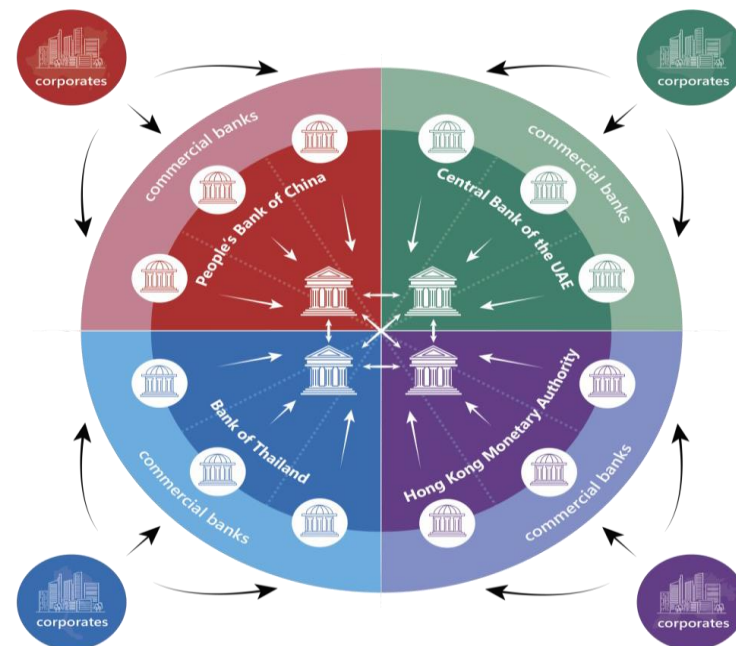 corporates
corporates
commercial banks
commercial banks
People's Bank of China
Central Bank of the UAE
Bank of Thailand
Hong Kong Monetary Authority
commercial banks
commercial banks
corporates
corporates